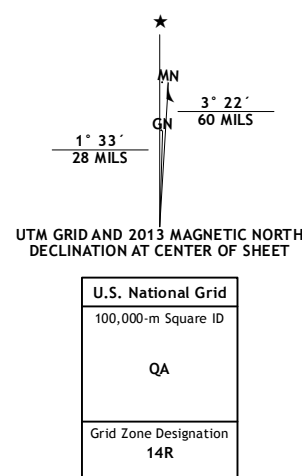 ★
MN
3° 22´
60 MILS
GN
1° 33´
28 MILS
UTM GRID AND 2013 MAGNETIC NORTH
DECLINATION AT CENTER OF SHEET
U.S. National Grid
100,000-m Square ID
QA
Grid Zone Designation
14R